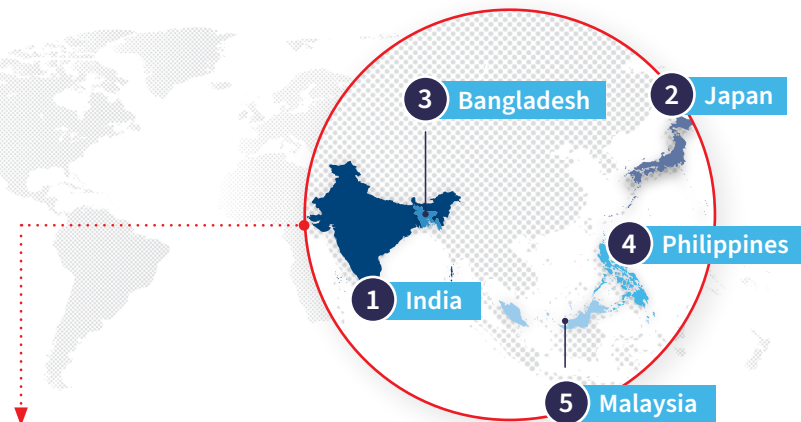 3 Bangladesh
2 Japan
4 Philippines
1 India
5 Malaysia